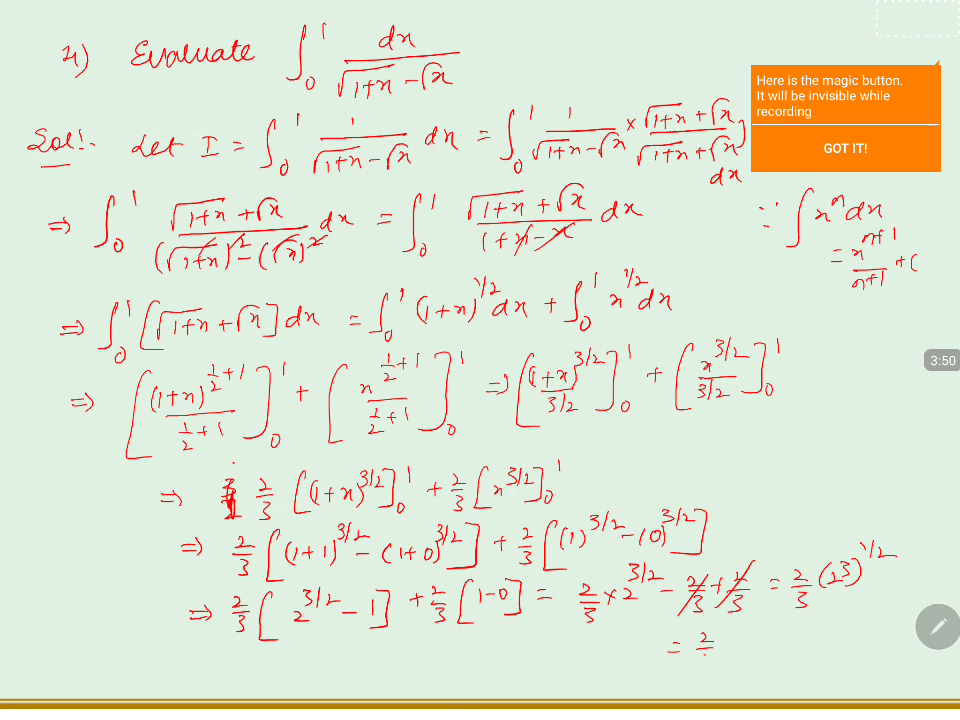 4) Evaluate ∫₀¹ dx / (√(1+x) − √x)
Sol:- Let I = ∫₀¹ 1/(√(1+x) − √x) dx = ∫₀¹ 1/(√(1+x) − √x) × (√(1+x) + √x)/(√(1+x) + √x) dx
⇒ ∫₀¹ (√(1+x) + √x)/((√(1+x))² − (√x)²) dx = ∫₀¹ (√(1+x) + √x)/(1+x−x) dx
∵ ∫xⁿdx
= xⁿ⁺¹/(n+1) + C
⇒ ∫₀¹ [√(1+x) + √x] dx = ∫₀¹ (1+x)^(1/2) dx + ∫₀¹ x^(1/2) dx
⇒ [(1+x)^(1/2+1)/(1/2+1)]₀¹ + [x^(1/2+1)/(1/2+1)]₀¹ ⇒ [(1+x)^(3/2)/(3/2)]₀¹ + [x^(3/2)/(3/2)]₀¹
⇒ 2/3 [(1+x)^(3/2)]₀¹ + 2/3 [x^(3/2)]₀¹
⇒ 2/3 [(1+1)^(3/2) − (1+0)^(3/2)] + 2/3 [(1)^(3/2) − (0)^(3/2)]
⇒ 2/3 [2^(3/2) − 1] + 2/3 [1−0] = 2/3 × 2^(3/2) − 2/3 + 2/3 = 2/3 (2³)^(1/2)
= 2/
Here is the magic button.
It will be invisible while
recording
GOT IT!
3:50